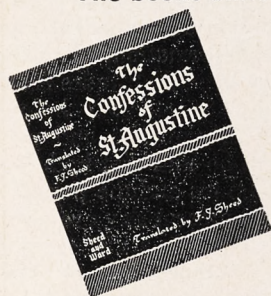 The
Confessions
of
St. Augustine
~
Translated
by
F.J. Sheed
Sheed
and
Ward
The
Confessions
of
St. Augustine
Translated by F.J. Sheed